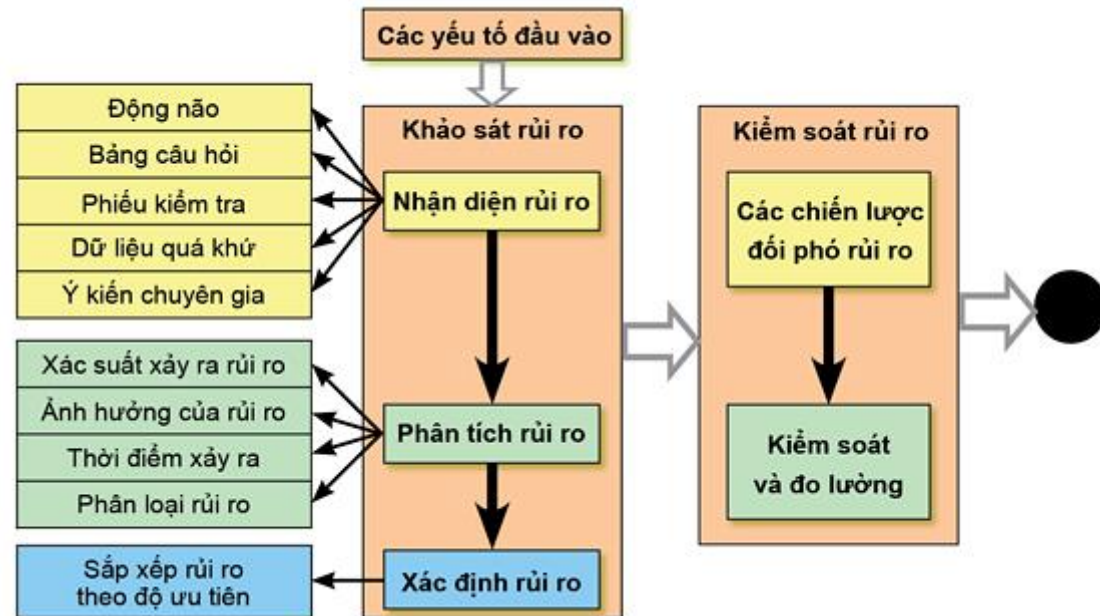 Các yếu tố đầu vào
Động não
Bảng câu hỏi
Phiếu kiểm tra
Dữ liệu quá khứ
Ý kiến chuyên gia
Xác suất xảy ra rủi ro
Ảnh hưởng của rủi ro
Thời điểm xảy ra
Phân loại rủi ro
Sắp xếp rủi ro
theo độ ưu tiên
Khảo sát rủi ro
Nhận diện rủi ro
Phân tích rủi ro
Xác định rủi ro
Kiểm soát rủi ro
Các chiến lược
đối phó rủi ro
Kiểm soát
và đo lường